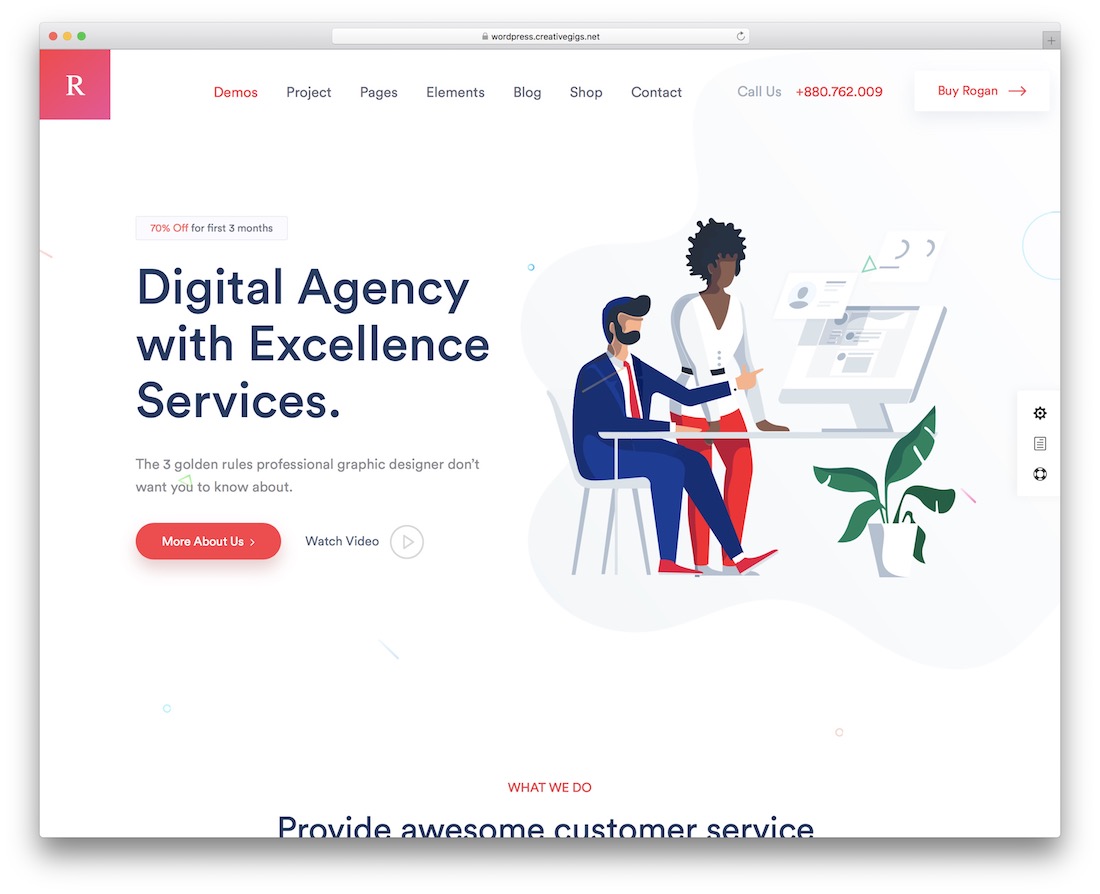 wordpress.creativegigs.net
R
Demos Project Pages Elements Blog Shop Contact Call Us +880.762.009 Buy Rogan
70% Off for first 3 months
Digital Agency
with Excellence
Services.
The 3 golden rules professional graphic designer don't
want you to know about.
More About Us Watch Video
WHAT WE DO
Provide awesome customer service